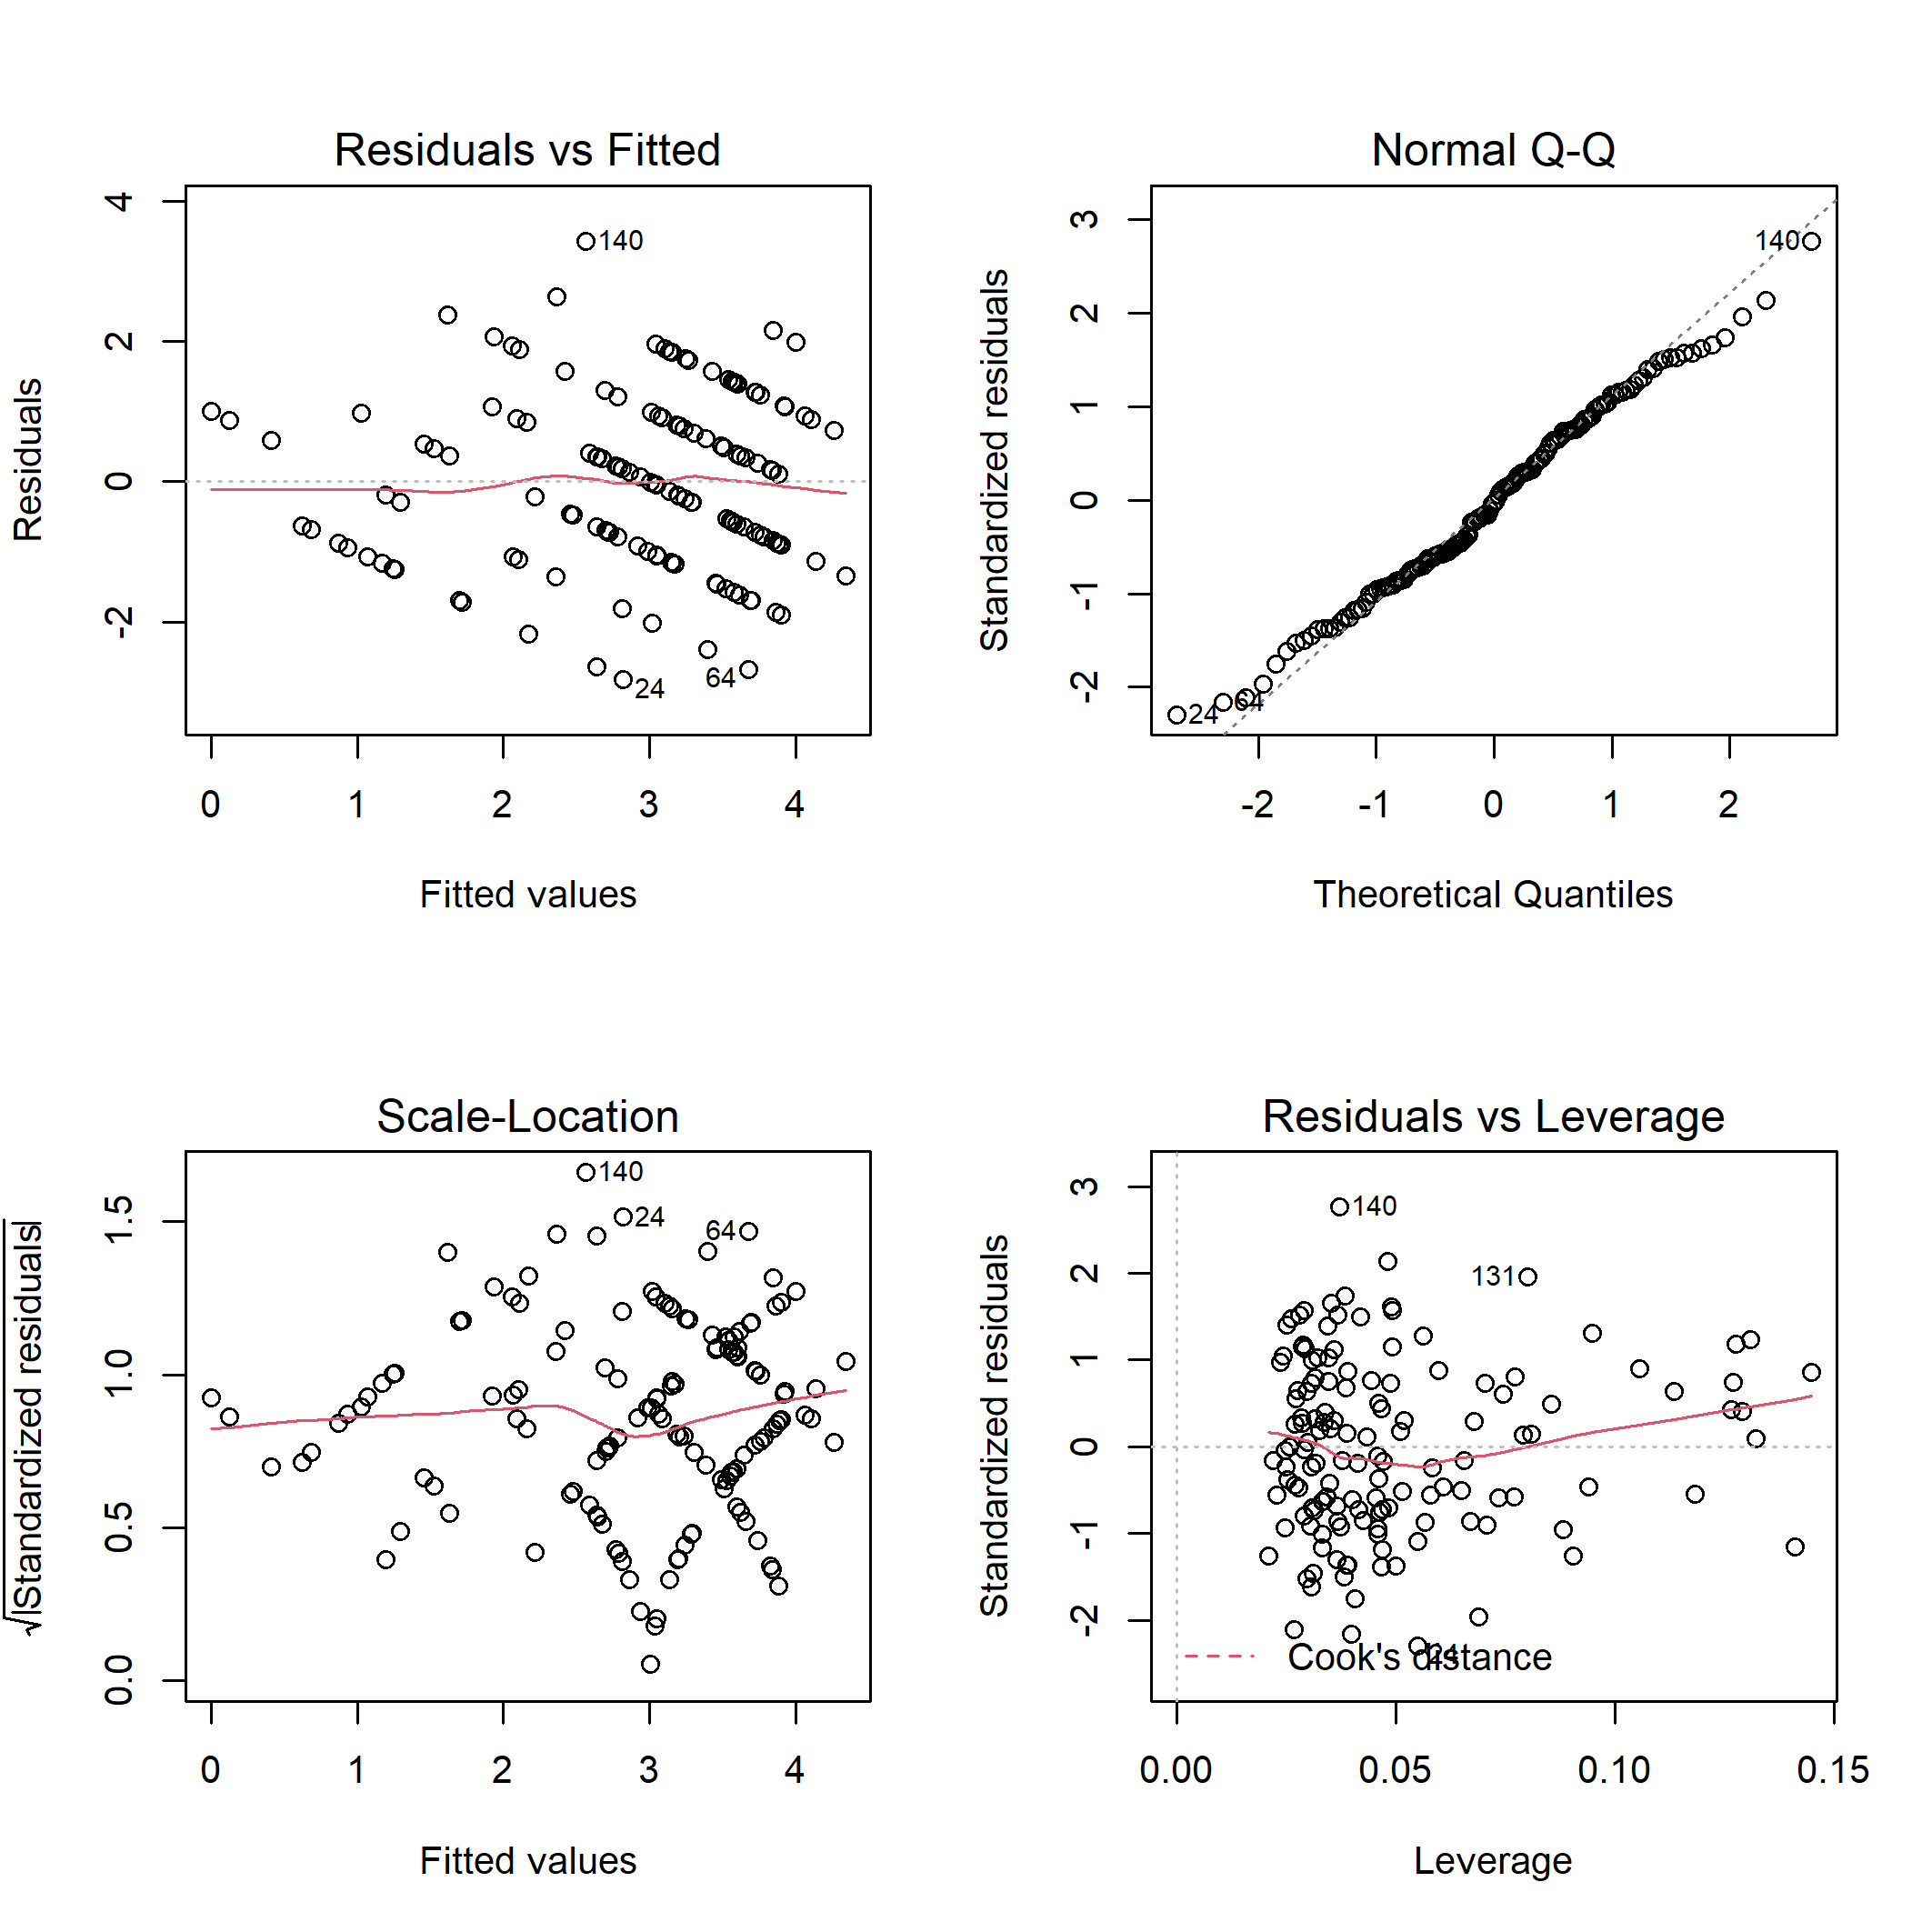 Residuals vs Fitted
Residuals
4
2
0
-2
140
24
64
0 1 2 3 4
Fitted values
Normal Q-Q
Standardized residuals
3
2
1
0
-1
-2
140
24
64
-2 -1 0 1 2
Theoretical Quantiles
Scale-Location
√|Standardized residuals|
1.5
1.0
0.5
0.0
140
24
64
0 1 2 3 4
Fitted values
Residuals vs Leverage
Standardized residuals
3
2
1
0
-1
-2
140
131
24
Cook's distance
0.00 0.05 0.10 0.15
Leverage